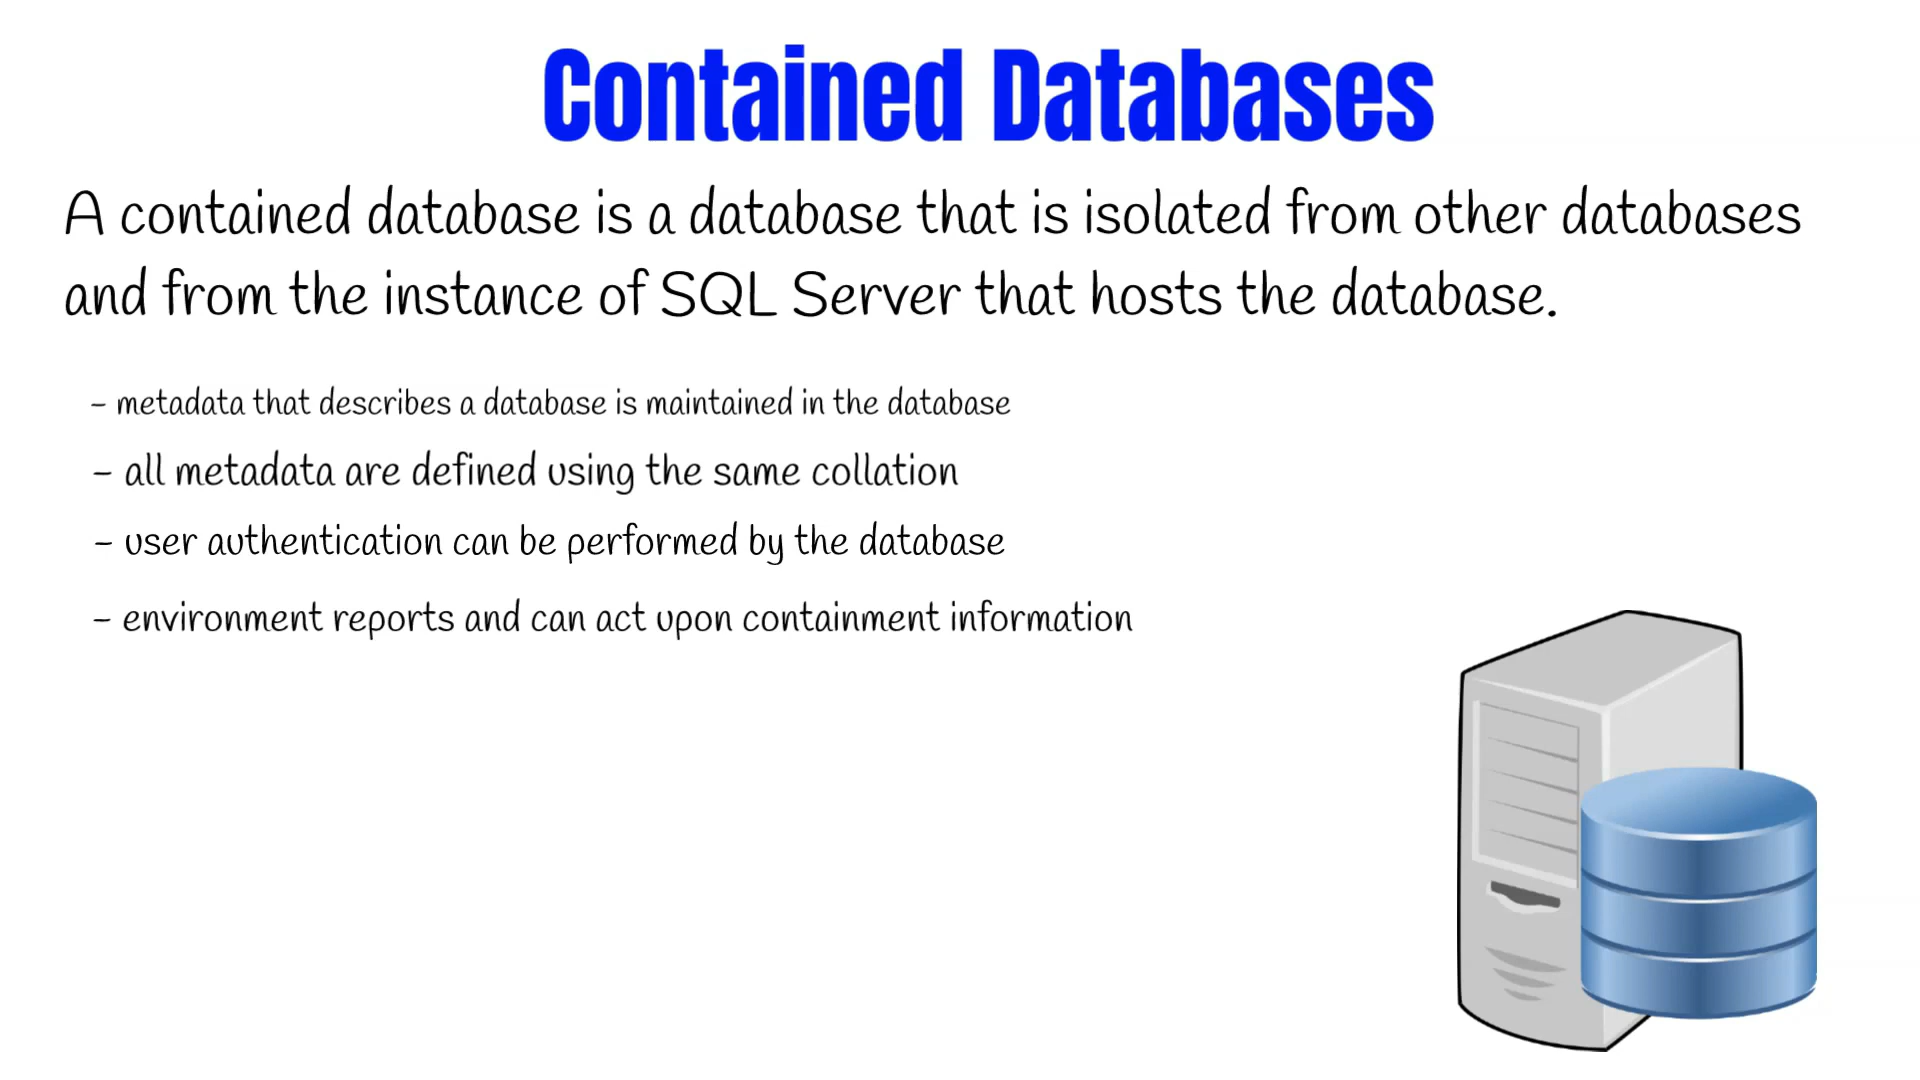 Contained Databases
A contained database is a database that is isolated from other databases
and from the instance of SQL Server that hosts the database.
- metadata that describes a database is maintained in the database
- all metadata are defined using the same collation
- user authentication can be performed by the database
- environment reports and can act upon containment information